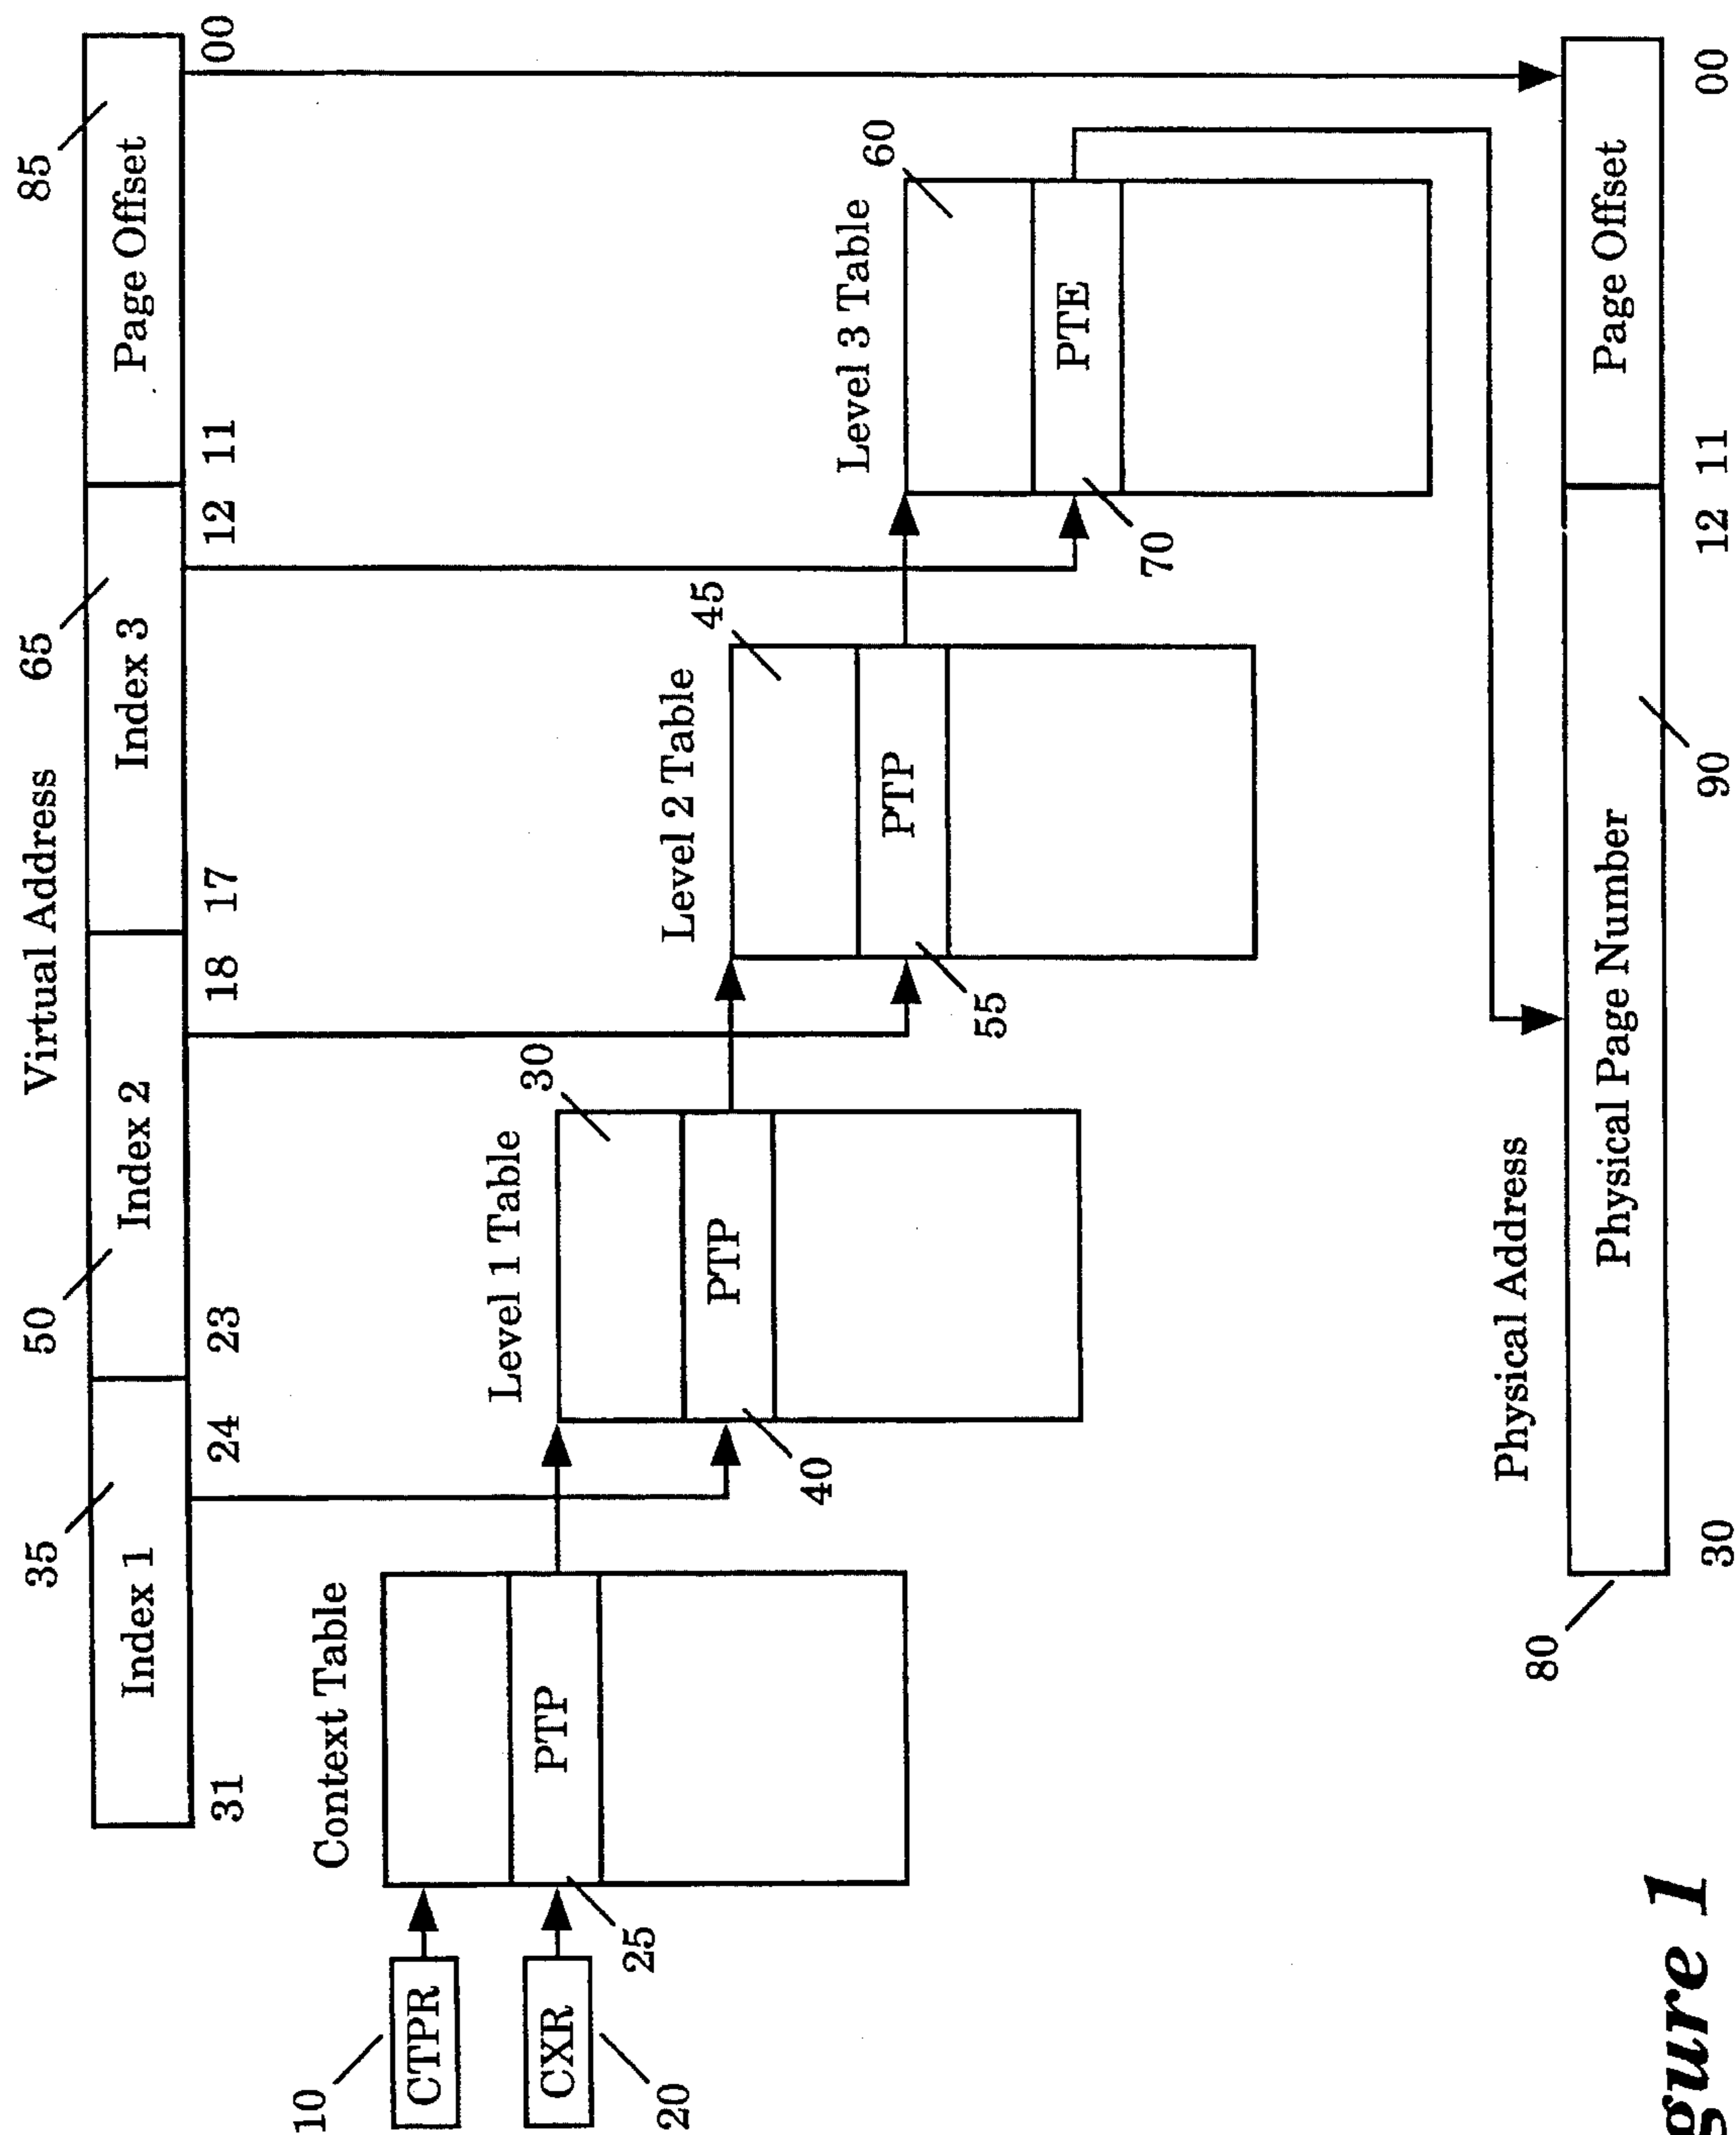 Virtual Address
35
50
65
85
Index 1
Index 2
Index 3
Page Offset
31
24
23
18
17
12
11
00
Context Table
Level 1 Table
Level 2 Table
Level 3 Table
10
CTPR
CXR
20
PTP
25
30
PTP
40
45
PTP
55
60
PTE
70
Physical Address
80
Physical Page Number
Page Offset
30
90
12
11
00
gure 1